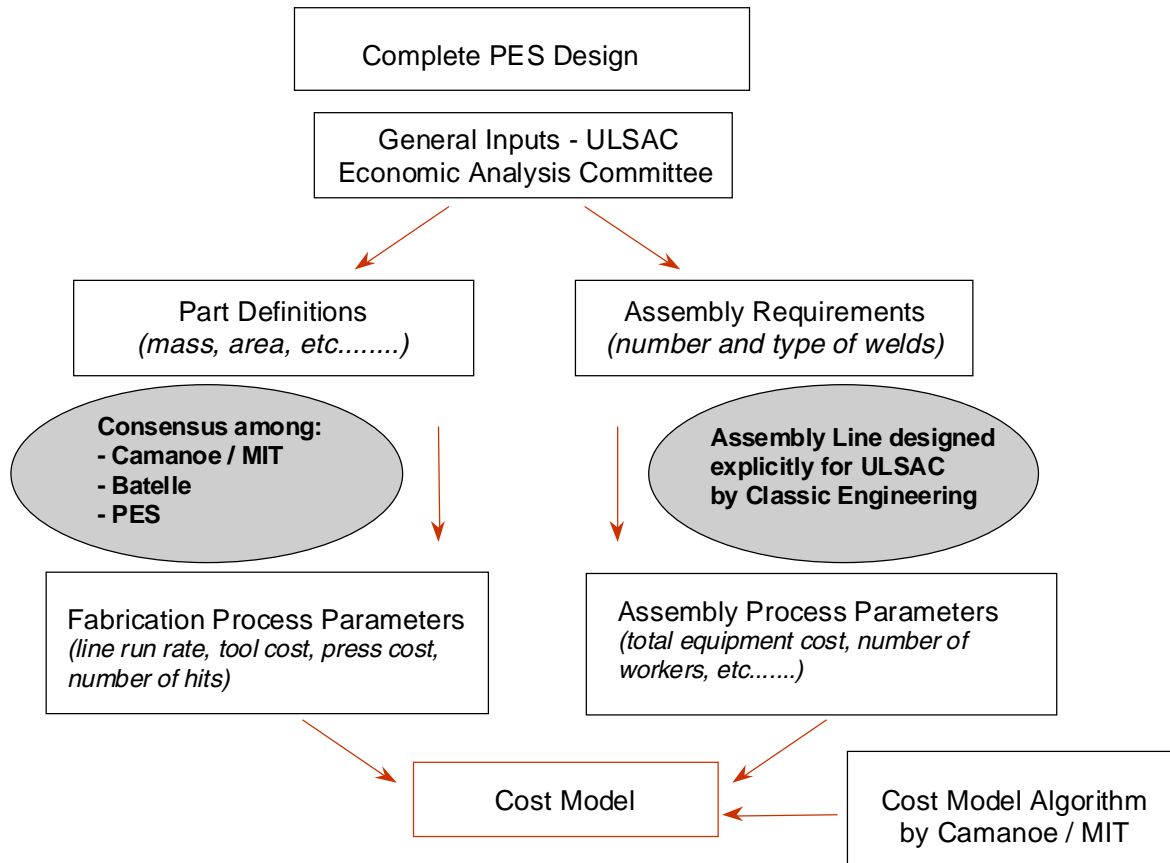 Complete PES Design
General Inputs - ULSAC
Economic Analysis Committee
Part Definitions
(mass, area, etc........)
Assembly Requirements
(number and type of welds)
Consensus among:
- Camanoe / MIT
- Batelle
- PES
Assembly Line designed
explicitly for ULSAC
by Classic Engineering
Fabrication Process Parameters
(line run rate, tool cost, press cost,
number of hits)
Assembly Process Parameters
(total equipment cost, number of
workers, etc.......)
Cost Model
Cost Model Algorithm
by Camanoe / MIT